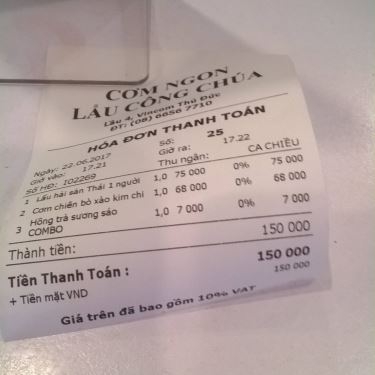 CƠM NGON
LẨU CÔNG CHÚA
Lầu 4, Vincom Thủ Đức
ĐT: (08) 6656 7710
HÓA ĐƠN THANH TOÁN
Số: 25
Ngày: 22.06.2017
Giờ vào: 17.21 Giờ ra: 17.22
Số HĐ: 102269 Thu ngân: CA CHIỀU
1 Lẩu hải sản Thái 1 người 1,0 75 000 0% 75 000
2 Cơm chiên bò xào kim chi 1,0 68 000 0% 68 000
3 Hồng trà sương sáo COMBO 1,0 7 000 0% 7 000
Thành tiền: 150 000
Tiền Thanh Toán : 150 000
+ Tiền mặt VND 150 000
Giá trên đã bao gồm 10% VAT